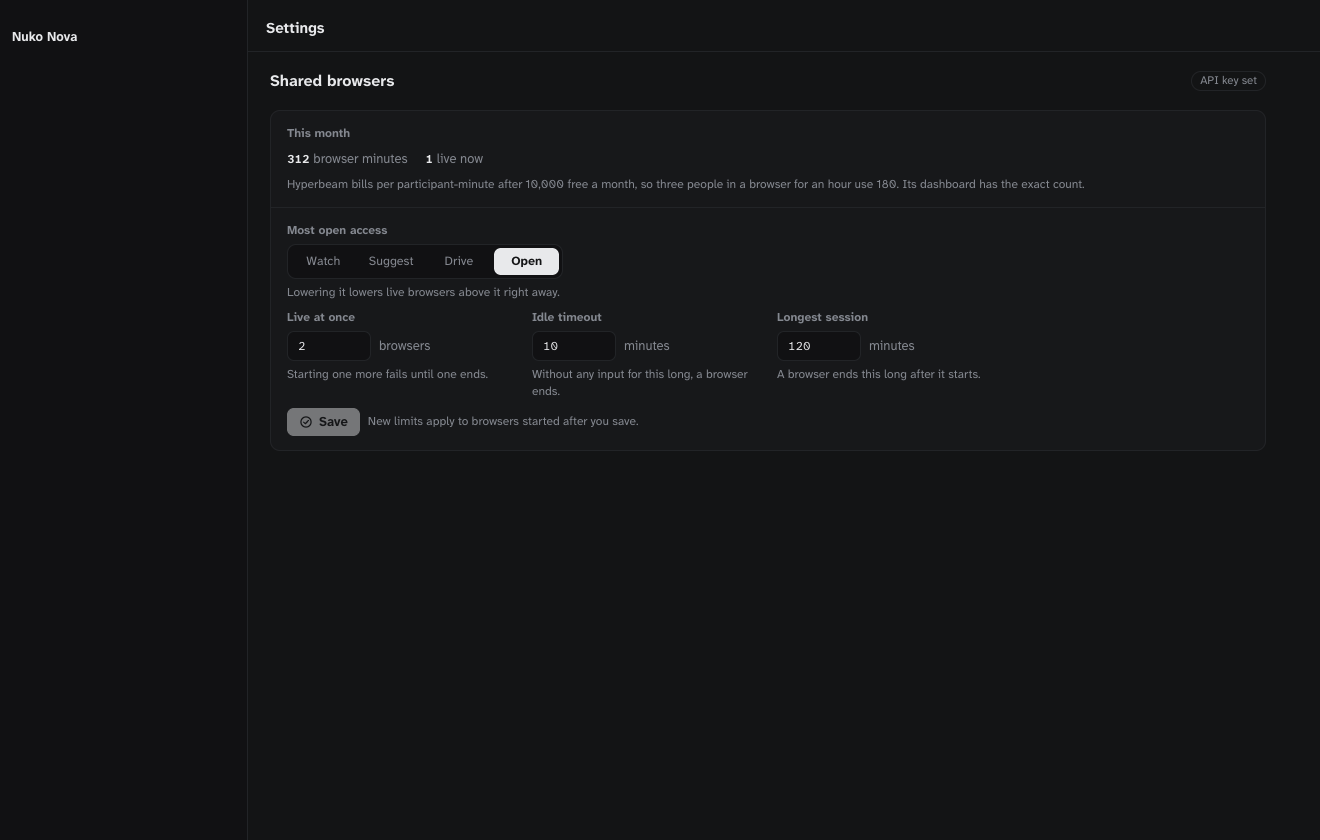 Nuko Nova
Settings
Shared browsers
API key set
This month
312 browser minutes 1 live now
Hyperbeam bills per participant-minute after 10,000 free a month, so three people in a browser for an hour use 180. Its dashboard has the exact count.
Most open access
Watch Suggest Drive Open
Lowering it lowers live browsers above it right away.
Live at once
2 browsers
Starting one more fails until one ends.
Idle timeout
10 minutes
Without any input for this long, a browser
ends.
Longest session
120 minutes
A browser ends this long after it starts.
Save New limits apply to browsers started after you save.